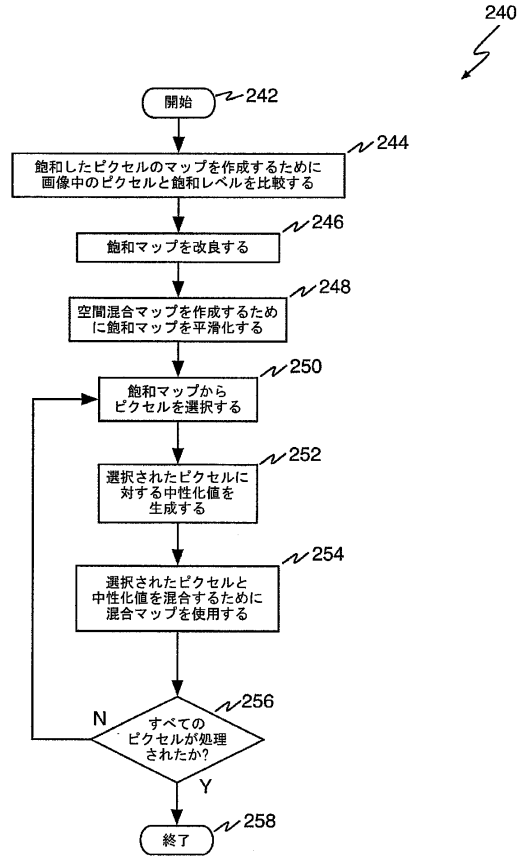 240
開始
242
244
飽和したピクセルのマップを作成するために
画像中のピクセルと飽和レベルを比較する
246
飽和マップを改良する
248
空間混合マップを作成するため
に飽和マップを平滑化する
250
飽和マップから
ピクセルを選択する
252
選択されたピクセルに
対する中性化値を
生成する
254
選択されたピクセルと
中性化値を混合するために
混合マップを使用する
256
N
すべての
ピクセルが処理
されたか?
Y
258
終了